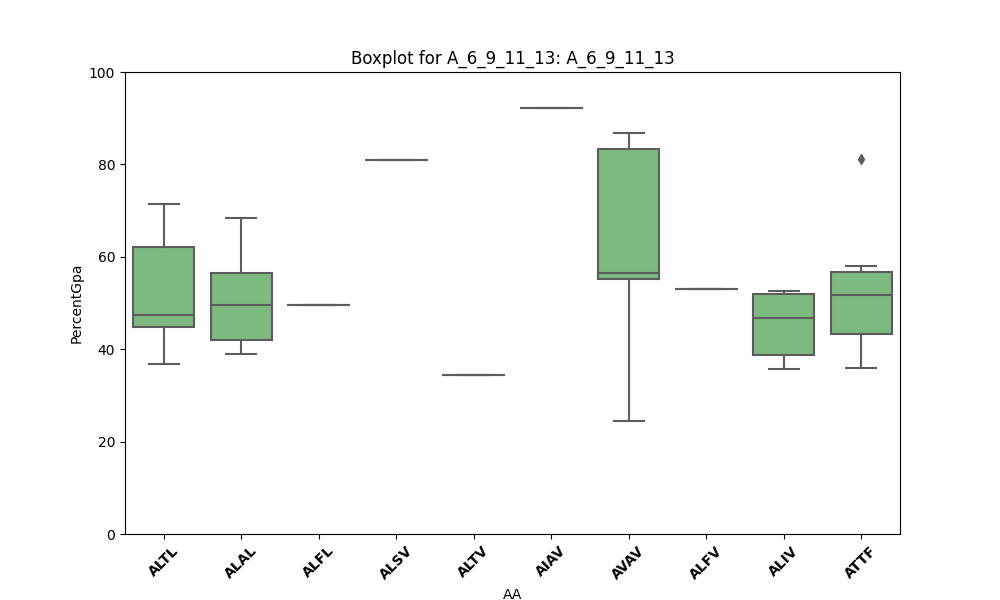 Boxplot for A_6_9_11_13: A_6_9_11_13
100
80
60
40
20
0
PercentGpa
ALTL ALAL ALFL ALSV ALTV AIAV AVAV ALFV ALIV ATTF
AA